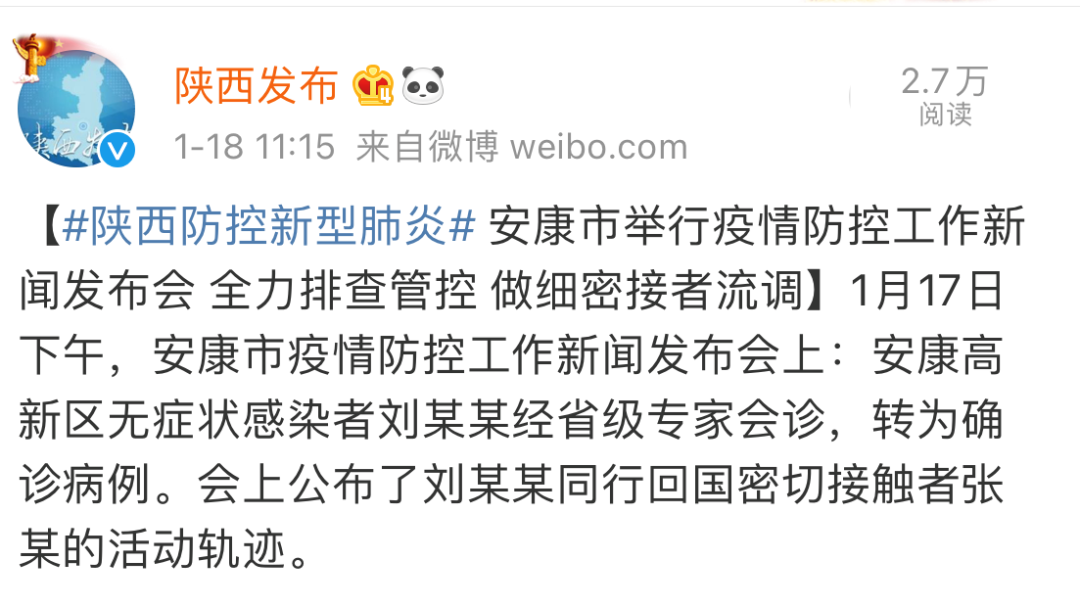 陕西发布
4
2.7万
阅读
1-18 11:15 来自微博 weibo.com
【#陕西防控新型肺炎# 安康市举行疫情防控工作新
闻发布会 全力排查管控 做细密接者流调】1月17日
下午，安康市疫情防控工作新闻发布会上：安康高
新区无症状感染者刘某某经省级专家会诊，转为确
诊病例。会上公布了刘某某同行回国密切接触者张
某的活动轨迹。